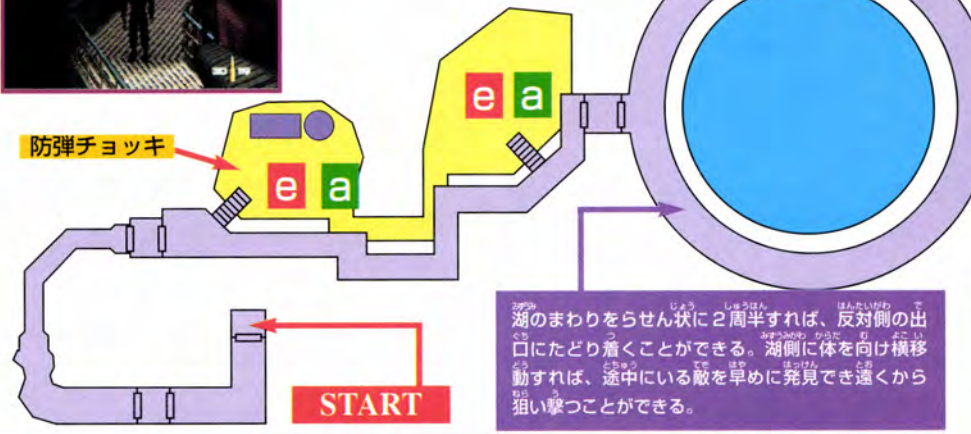 e a
防弾チョッキ
e a
START
湖のまわりをらせん状に2周半すれば、反対側の出
口にたどり着くことができる。湖側に体を向け横移
動すれば、途中にいる敵を早めに発見でき遠くから
狙い撃つことができる。